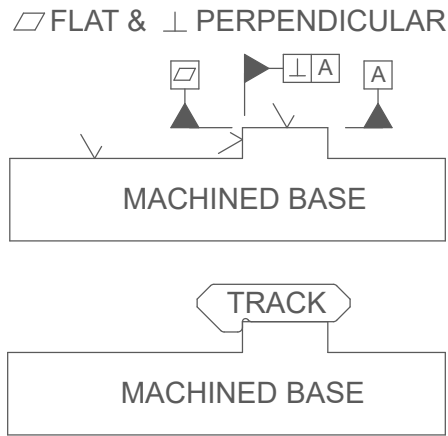 ⏥ FLAT & ⊥ PERPENDICULAR
⏥
⊥ A
A
MACHINED BASE
TRACK
MACHINED BASE